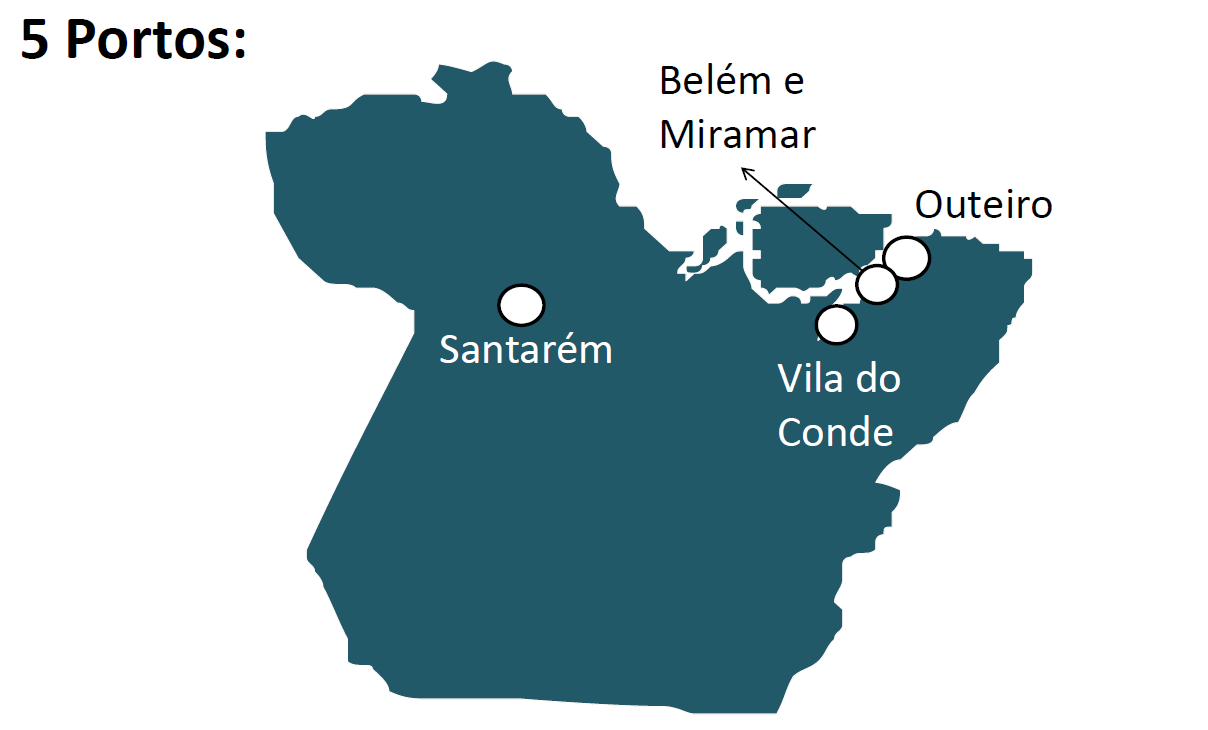 5 Portos:
Belém e
Miramar
Outeiro
Santarém
Vila do
Conde